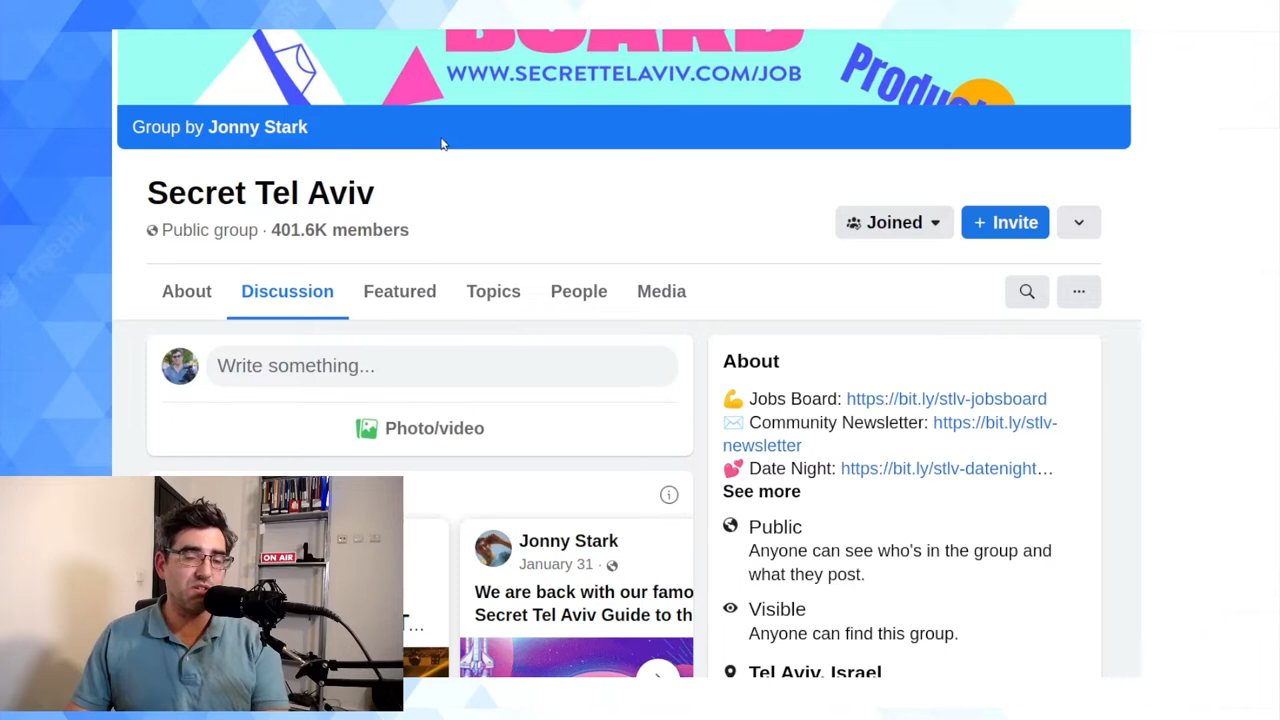 BOARD
WWW.SECRETTELAVIV.COM/JOB
Product
Group by Jonny Stark
Secret Tel Aviv
Public group · 401.6K members
Joined
+ Invite
About
Discussion
Featured
Topics
People
Media
Write something...
Photo/video
About
💪 Jobs Board: https://bit.ly/stlv-jobsboard
✉️ Community Newsletter: https://bit.ly/stlv-
newsletter
💕 Date Night: https://bit.ly/stlv-datenight…
See more
Public
Anyone can see who's in the group and
what they post.
Visible
Anyone can find this group.
Tel Aviv, Israel
Jonny Stark
January 31 ·
We are back with our famo
Secret Tel Aviv Guide to th
ON AIR
freepik